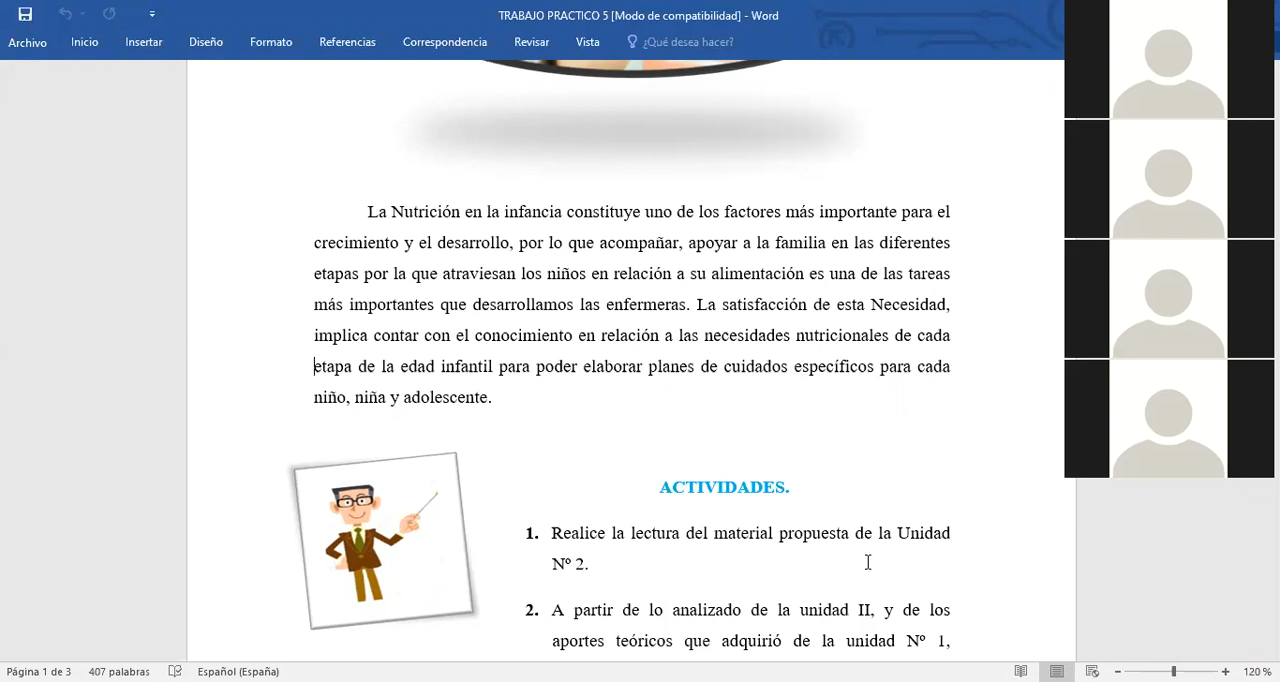 TRABAJO PRACTICO 5 [Modo de compatibilidad] - Word
Archivo Inicio Insertar Diseño Formato Referencias Correspondencia Revisar Vista ¿Qué desea hacer?
La Nutrición en la infancia constituye uno de los factores más importante para el
crecimiento y el desarrollo, por lo que acompañar, apoyar a la familia en las diferentes
etapas por la que atraviesan los niños en relación a su alimentación es una de las tareas
más importantes que desarrollamos las enfermeras. La satisfacción de esta Necesidad,
implica contar con el conocimiento en relación a las necesidades nutricionales de cada
etapa de la edad infantil para poder elaborar planes de cuidados específicos para cada
niño, niña y adolescente.
ACTIVIDADES.
1. Realice la lectura del material propuesta de la Unidad
Nº 2.
2. A partir de lo analizado de la unidad II, y de los
aportes teóricos que adquirió de la unidad Nº 1,
Página 1 de 3 407 palabras Español (España) 120 %